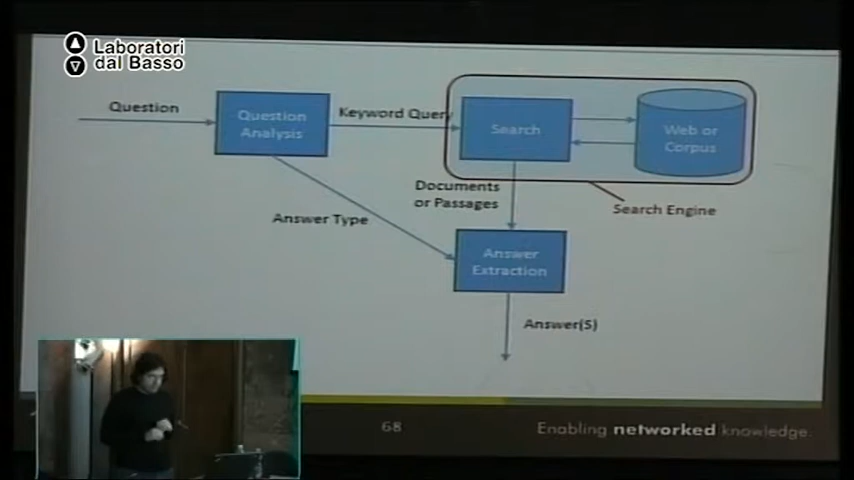 Laboratori
dal Basso
Question
Question
Analysis
Keyword Query
Search
Web or
Corpus
Documents
or Passages
Search Engine
Answer Type
Answer
Extraction
Answer(S)
68
Enabling networked knowledge.